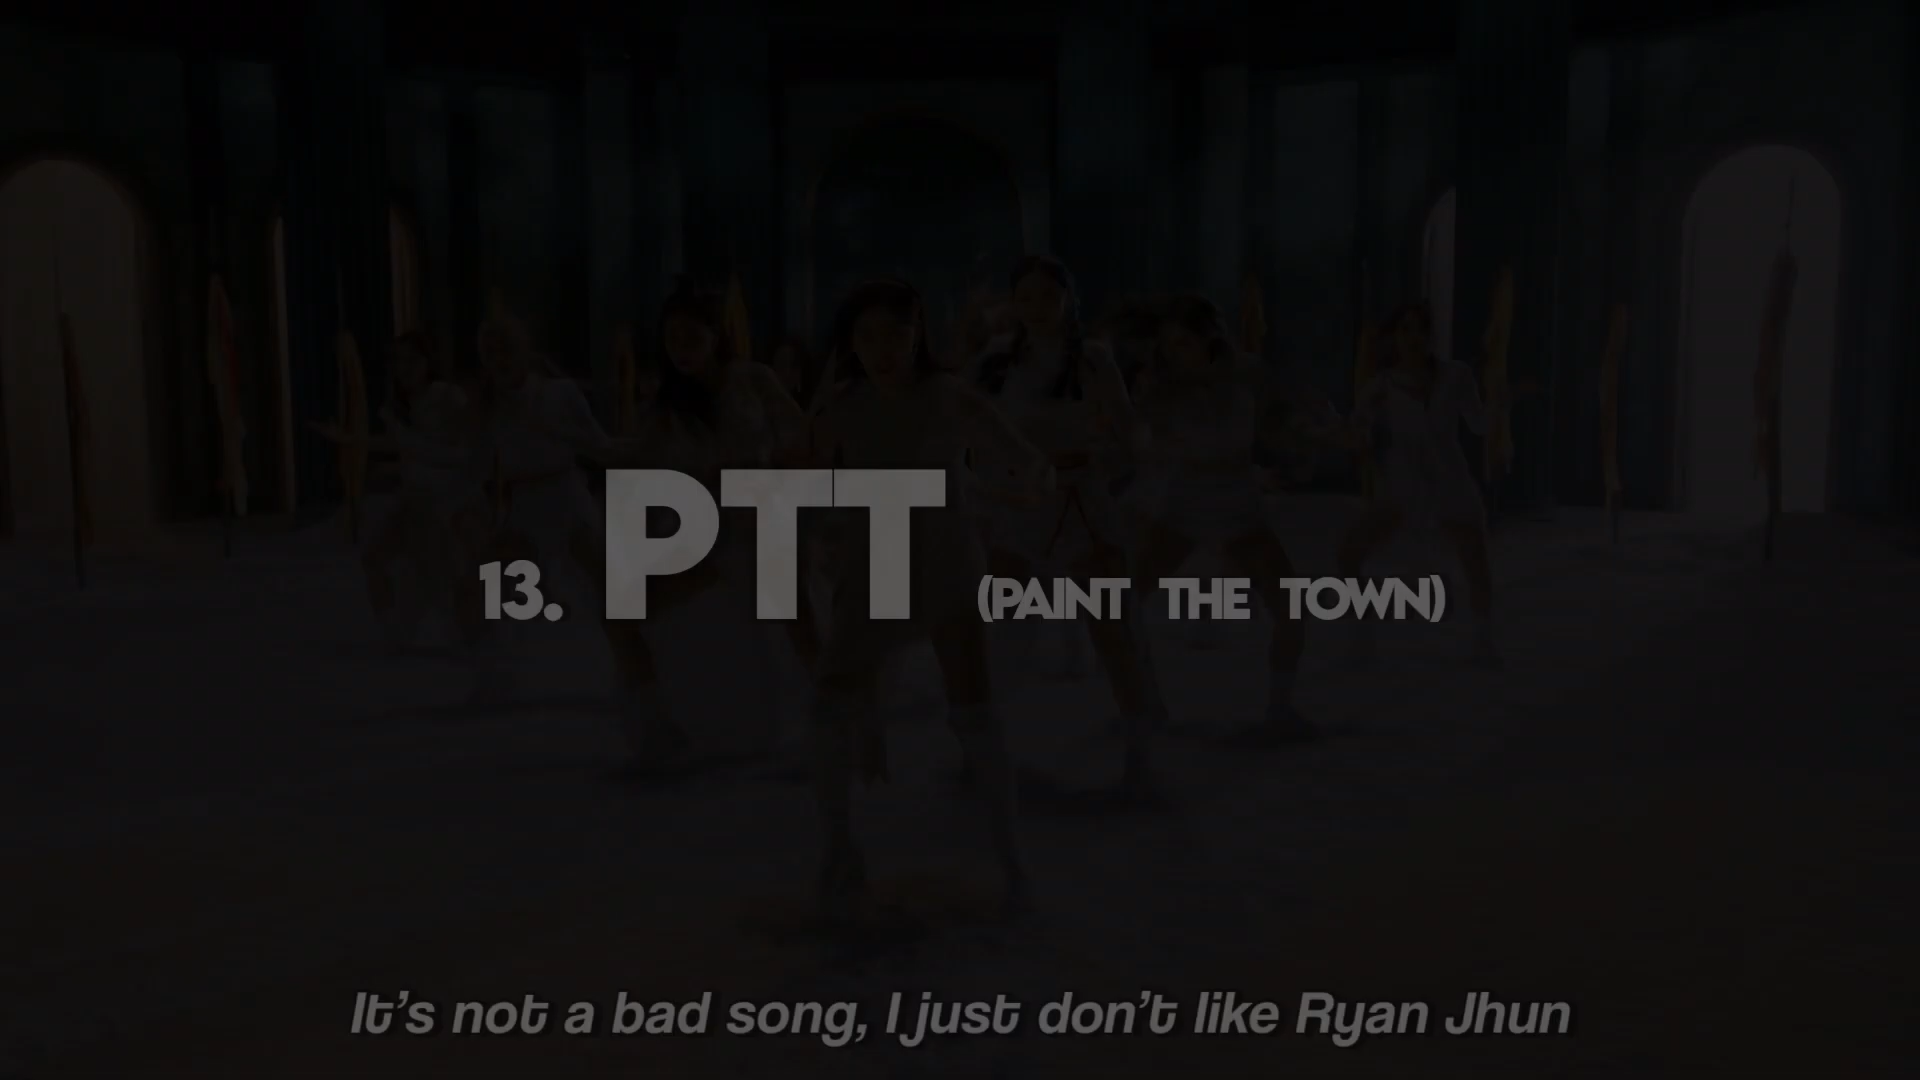 13. PTT (PAINT THE TOWN)
It's not a bad song, I just don't like Ryan Jhun